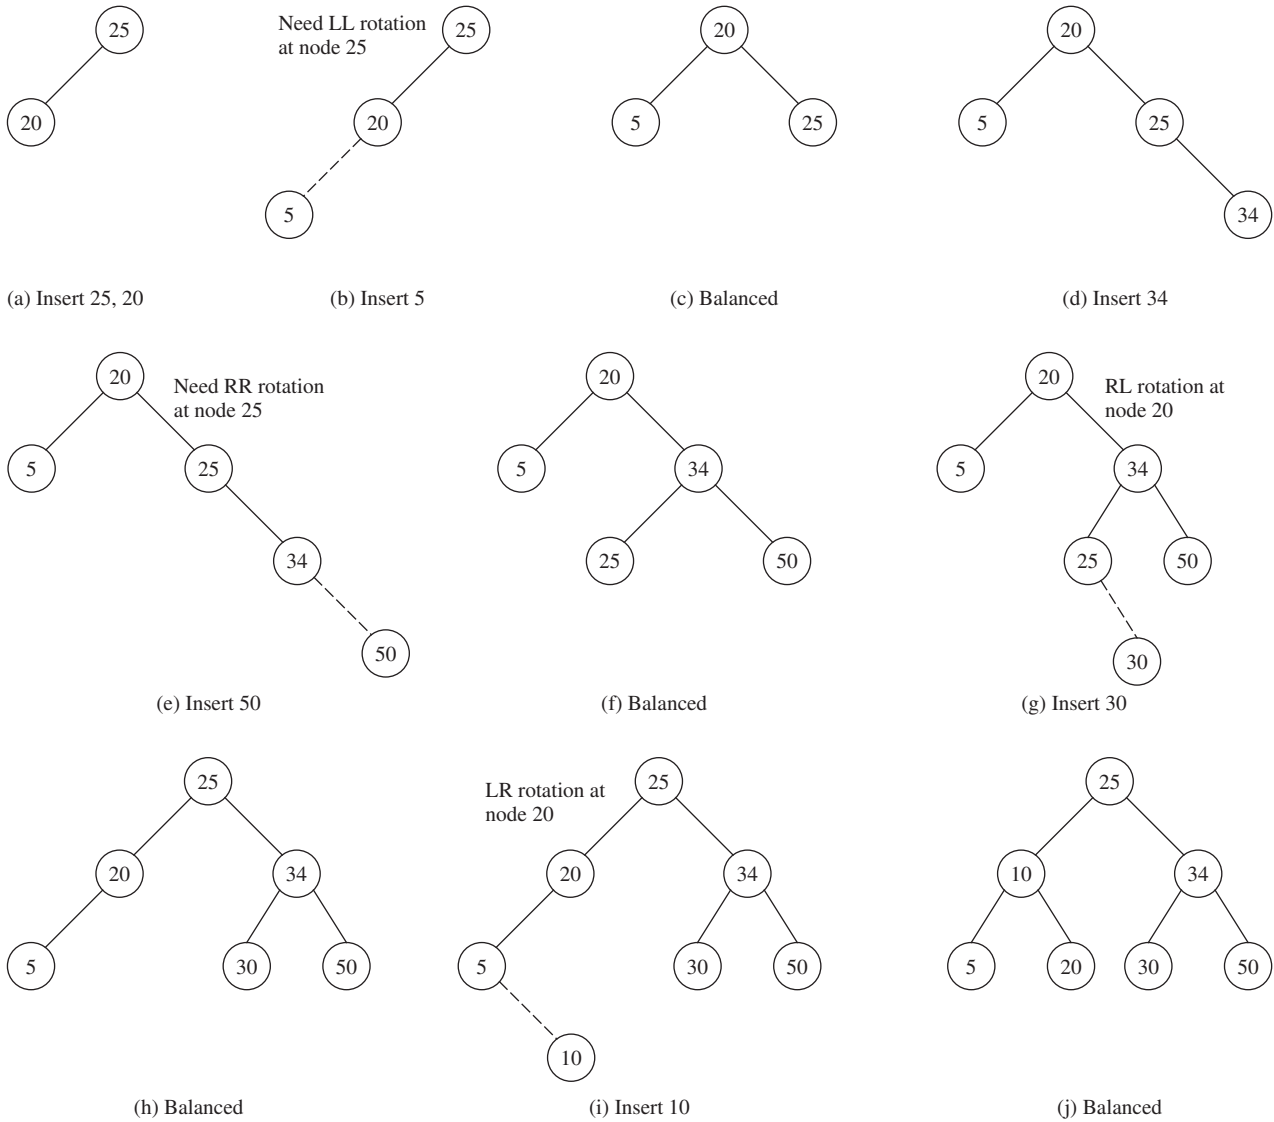 25
20
Need LL rotation
at node 25
25
20
5
20
5
25
20
5
25
34
(a) Insert 25, 20
(b) Insert 5
(c) Balanced
(d) Insert 34
20
Need RR rotation
at node 25
5
25
34
50
20
5
34
25
50
20
RL rotation at
node 20
5
34
25
50
30
(e) Insert 50
(f) Balanced
(g) Insert 30
25
20
34
5
30
50
LR rotation at
node 20
25
20
34
5
30
50
10
25
10
34
5
20
30
50
(h) Balanced
(i) Insert 10
(j) Balanced